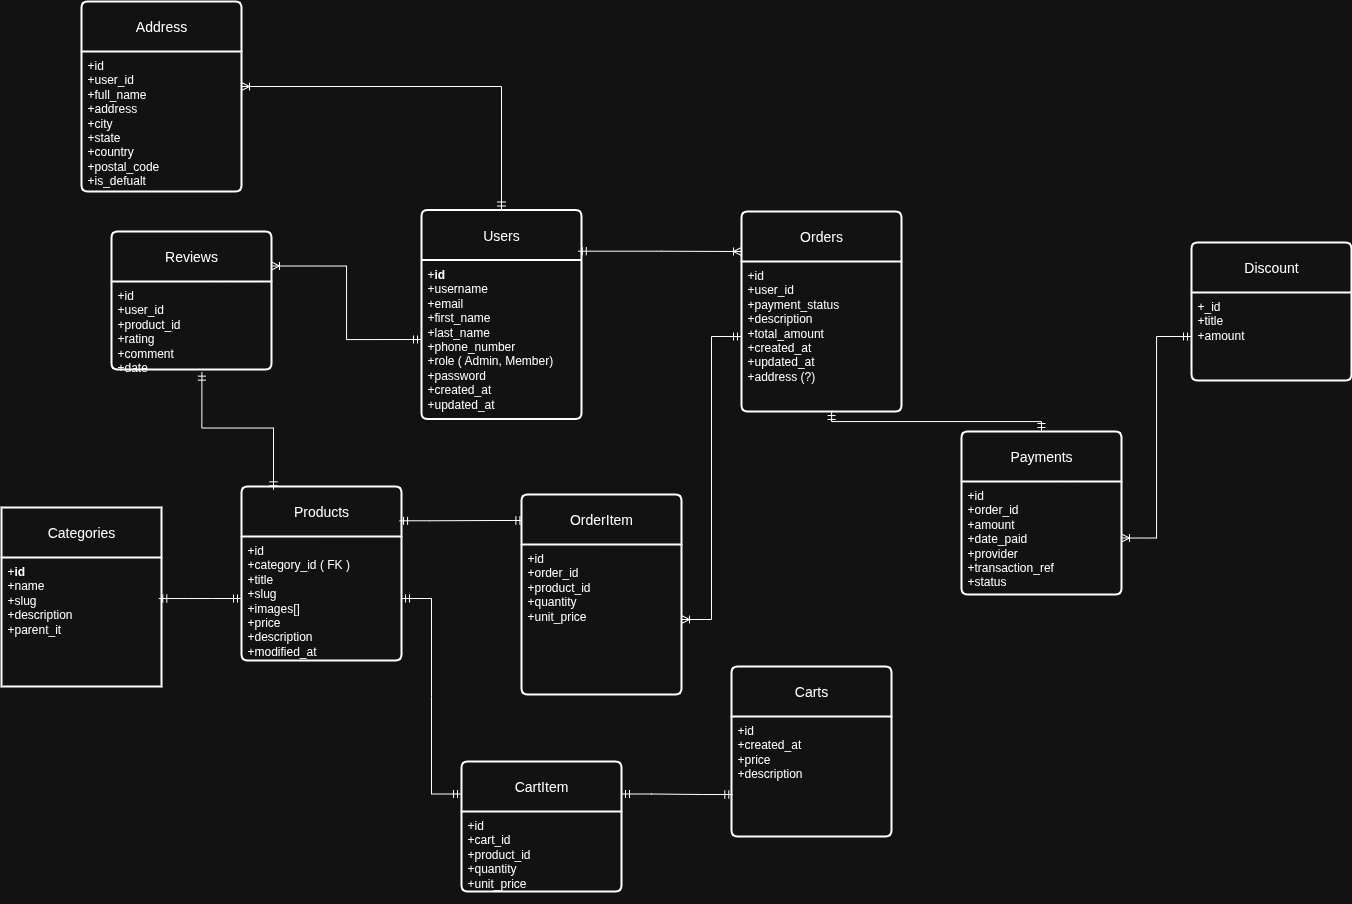 Address
+id
+user_id
+full_name
+address
+city
+state
+country
+postal_code
+is_defualt
Users
+id
+username
+email
+first_name
+last_name
+phone_number
+role ( Admin, Member)
+password
+created_at
+updated_at
Orders
+id
+user_id
+payment_status
+description
+total_amount
+created_at
+updated_at
+address (?)
Reviews
+id
+user_id
+product_id
+rating
+comment
+date
Discount
+_id
+title
+amount
Payments
+id
+order_id
+amount
+date_paid
+provider
+transaction_ref
+status
Categories
+id
+name
+slug
+description
+parent_it
Products
+id
+category_id ( FK )
+title
+slug
+images[]
+price
+description
+modified_at
OrderItem
+id
+order_id
+product_id
+quantity
+unit_price
Carts
+id
+created_at
+price
+description
CartItem
+id
+cart_id
+product_id
+quantity
+unit_price